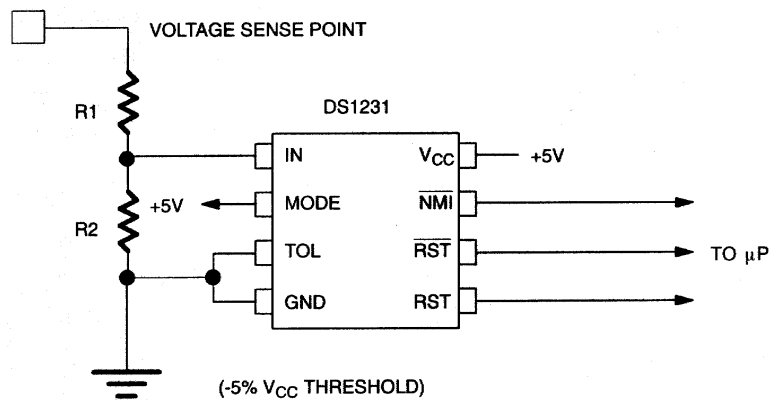 VOLTAGE SENSE POINT
R1
DS1231
IN
VCC
+5V
+5V
MODE
NMI
R2
TOL
RST
TO µP
GND
RST
(-5% VCC THRESHOLD)